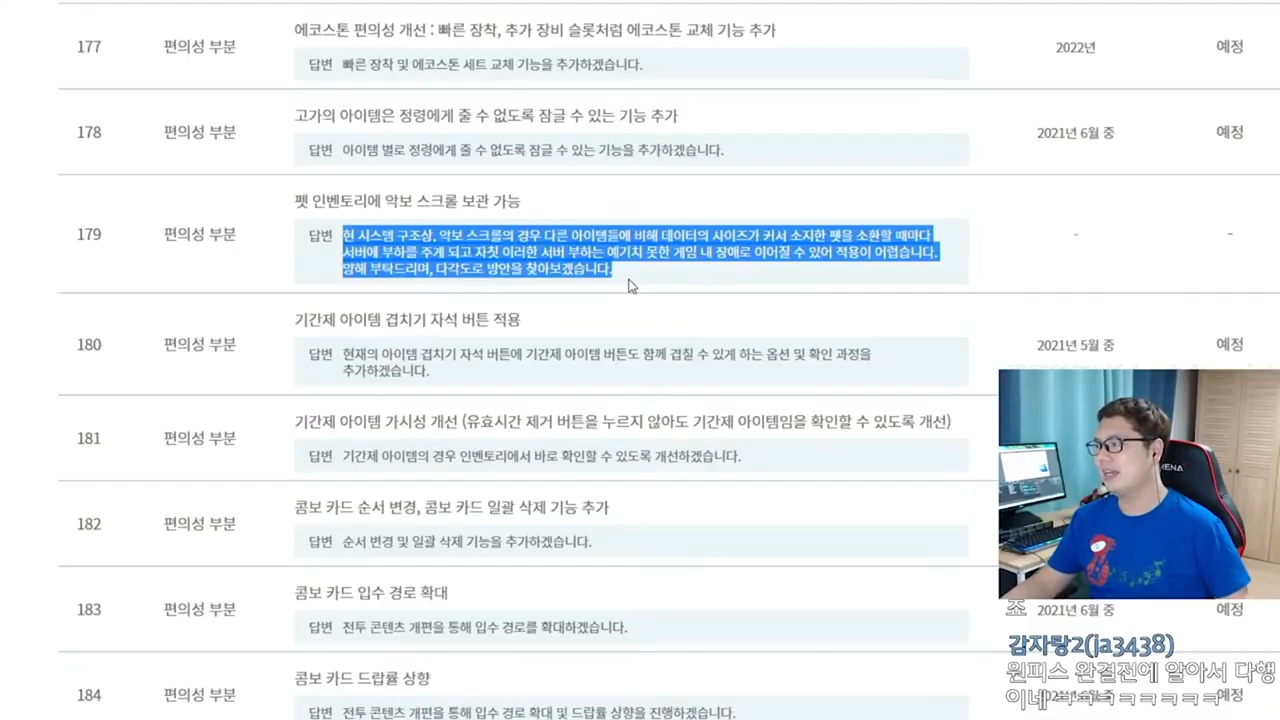 에코스톤 편의성 개선 : 빠른 장착, 추가 장비 슬롯처럼 에코스톤 교체 기능 추가
177 편의성 부분 2022년 예정
답변 빠른 장착 및 에코스톤 세트 교체 기능을 추가하겠습니다.
고가의 아이템은 정령에게 줄 수 없도록 잠글 수 있는 기능 추가
178 편의성 부분 2021년 6월 중 예정
답변 아이템 별로 정령에게 줄 수 없도록 잠글 수 있는 기능을 추가하겠습니다.
펫 인벤토리에 악보 스크롤 보관 가능
179 편의성 부분 - -
답변 현 시스템 구조상, 악보 스크롤의 경우 다른 아이템들에 비해 데이터의 사이즈가 커서 소지한 펫을 소환할 때마다
서버에 부하를 주게 되고 자칫 이러한 서버 부하는 예기치 못한 게임 내 장애로 이어질 수 있어 적용이 어렵습니다.
양해 부탁드리며, 다각도로 방안을 찾아보겠습니다.
기간제 아이템 겹치기 자석 버튼 적용
180 편의성 부분 2021년 5월 중 예정
답변 현재의 아이템 겹치기 자석 버튼에 기간제 아이템 버튼도 함께 겹칠 수 있게 하는 옵션 및 확인 과정을
추가하겠습니다.
기간제 아이템 가시성 개선 (유효시간 제거 버튼을 누르지 않아도 기간제 아이템임을 확인할 수 있도록 개선)
181 편의성 부분
답변 기간제 아이템의 경우 인벤토리에서 바로 확인할 수 있도록 개선하겠습니다.
콤보 카드 순서 변경, 콤보 카드 일괄 삭제 기능 추가
182 편의성 부분
답변 순서 변경 및 일괄 삭제 기능을 추가하겠습니다.
콤보 카드 입수 경로 확대
183 편의성 부분 2021년 6월 중 예정
답변 전투 콘텐츠 개편을 통해 입수 경로를 확대하겠습니다.
콤보 카드 드랍률 상향
184 편의성 부분 2021년 6월 중 예정
답변 전투 콘텐츠 개편을 통해 입수 경로 확대 및 드랍률 상향을 진행하겠습니다.
죠
감자탕2(ja3438)
원피스 완결전에 알아서 다행
이네ㅋㅋㅋㅋㅋㅋㅋㅋ